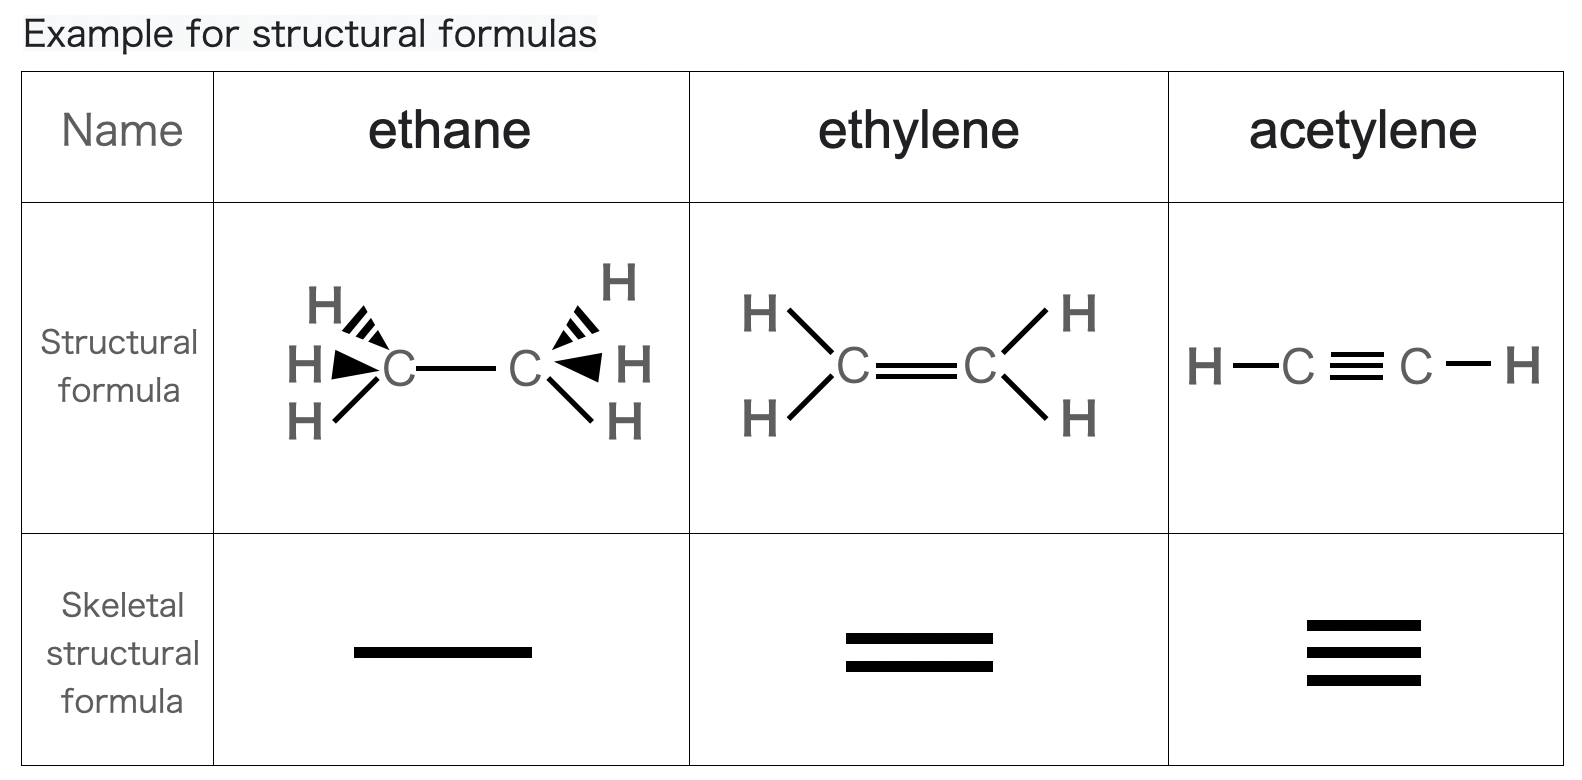 Example for structural formulas
Name
ethane
ethylene
acetylene
Structural
formula
H H
H C C H
H H
H H
C C
H H
H C C H
Skeletal
structural
formula